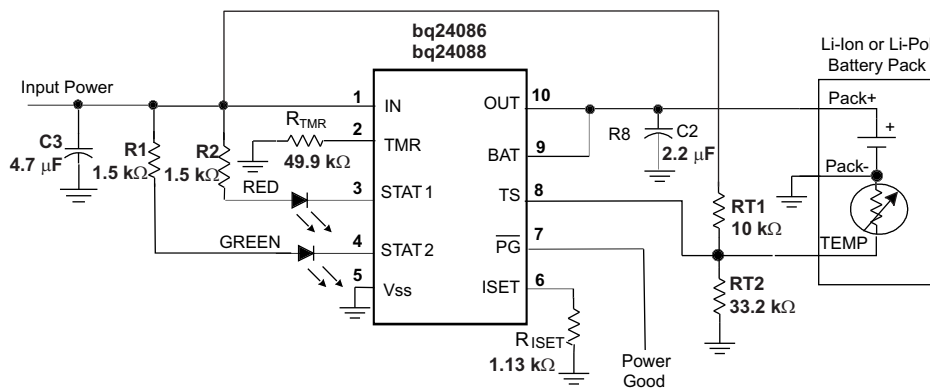 bq24086
bq24088
Li-Ion or Li-Pol
Battery Pack
Input Power
1
IN
OUT
10
Pack+
+
C3
4.7 μF
R1
1.5 kΩ
R2
1.5 kΩ
RTMR
49.9 kΩ
2
TMR
BAT
9
R8
C2
2.2 μF
RED
3
STAT1
TS
8
Pack-
RT1
10 kΩ
TEMP
GREEN
4
STAT2
PG
7
5
Vss
ISET
6
RT2
33.2 kΩ
RISET
1.13 kΩ
Power
Good